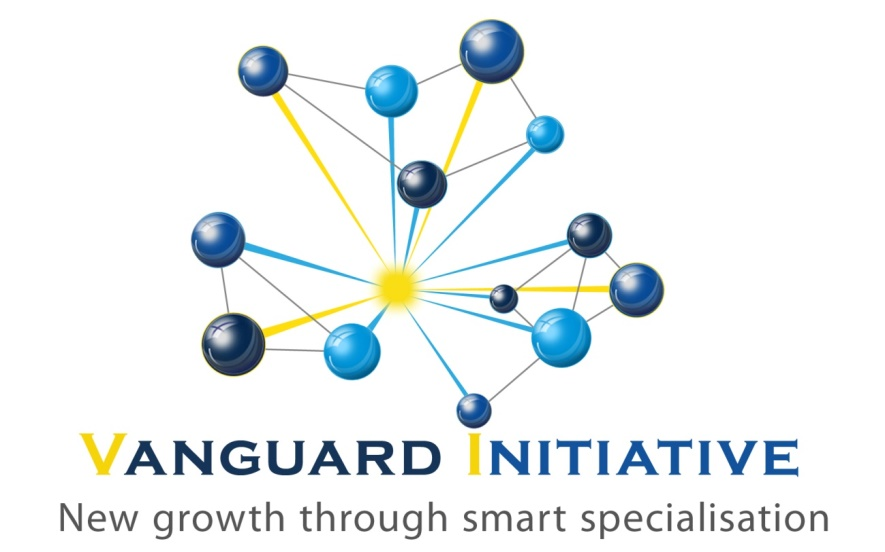 VANGUARD INITIATIVE
New growth through smart specialisation